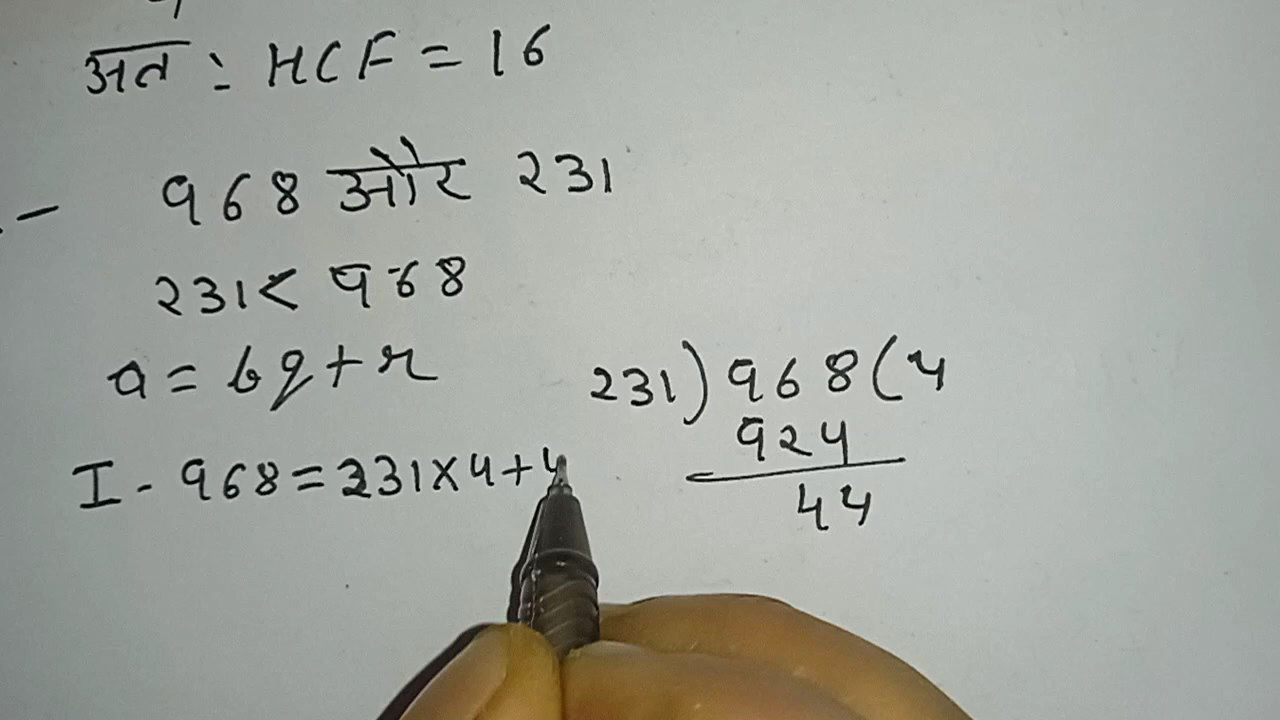 अतः HCF = 16
- 968 और 231
231 < 968
a = bq + r
I - 968 = 231 × 4 + 4
231 ) 968 ( 4
924
44